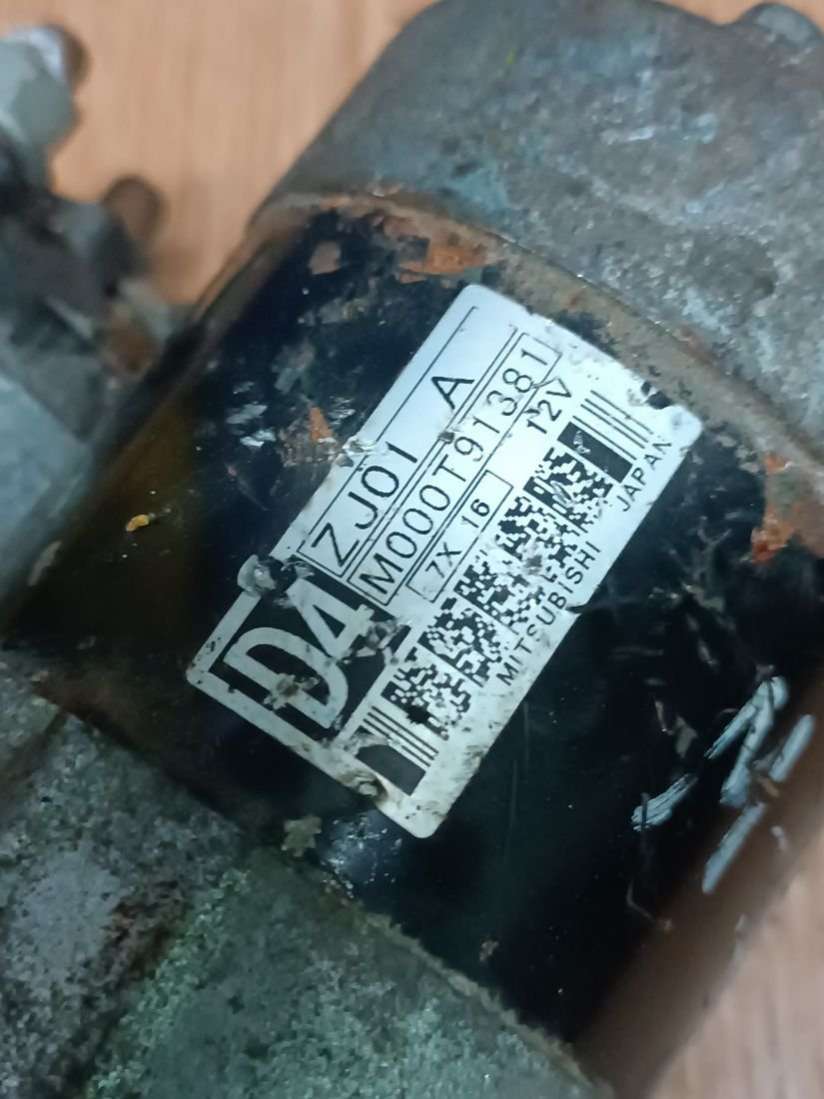 D4
ZJ01 A
M000T91381
7X 16
12V
MITSUBISHI JAPAN